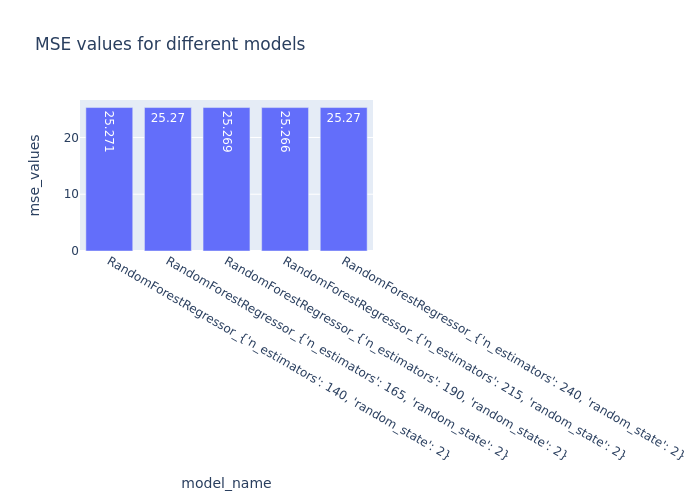 MSE values for different models
mse_values
20
10
0
25.271
25.27
25.269
25.266
25.27
RandomForestRegressor_{'n_estimators': 140, 'random_state': 2}
RandomForestRegressor_{'n_estimators': 165, 'random_state': 2}
RandomForestRegressor_{'n_estimators': 190, 'random_state': 2}
RandomForestRegressor_{'n_estimators': 215, 'random_state': 2}
RandomForestRegressor_{'n_estimators': 240, 'random_state': 2}
model_name